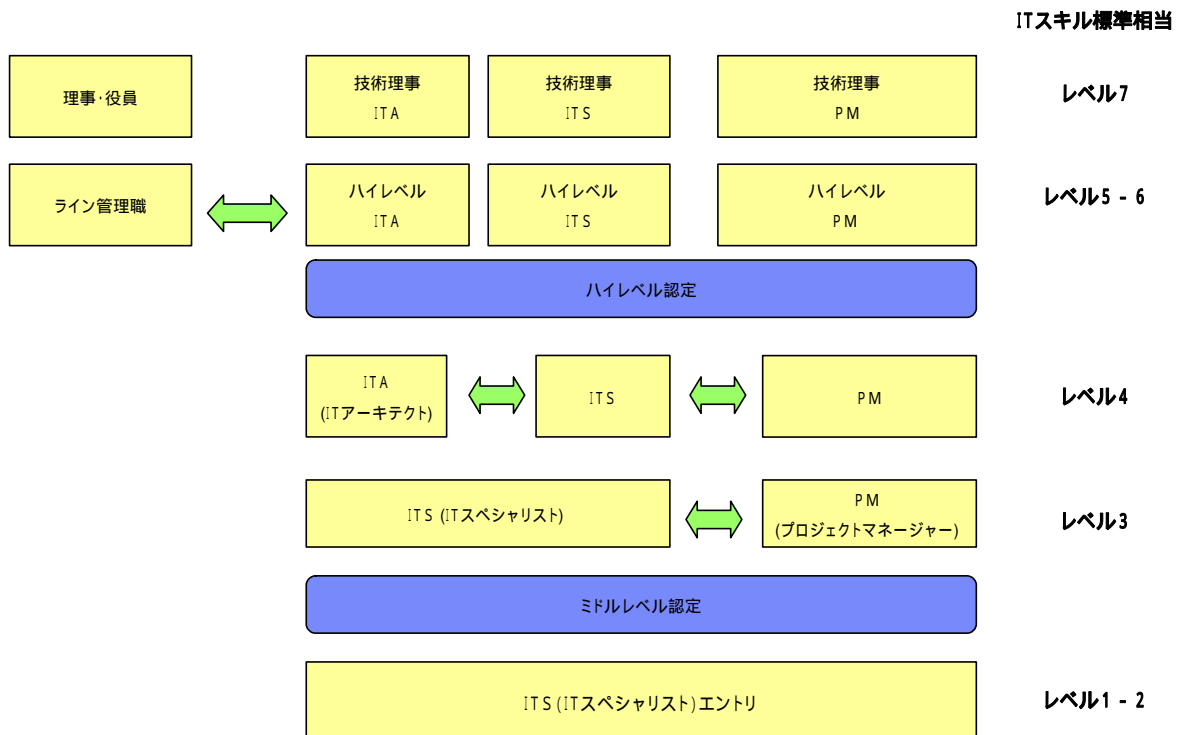 ITスキル標準相当
理事・役員
技術理事
ITA
技術理事
ITS
技術理事
PM
レベル7
ライン管理職
ハイレベル
ITA
ハイレベル
ITS
ハイレベル
PM
レベル5 - 6
ハイレベル認定
ITA
(ITアーキテクト)
ITS
PM
レベル4
ITS (ITスペシャリスト)
PM
(プロジェクトマネージャー)
レベル3
ミドルレベル認定
ITS(ITスペシャリスト)エントリ
レベル1 - 2